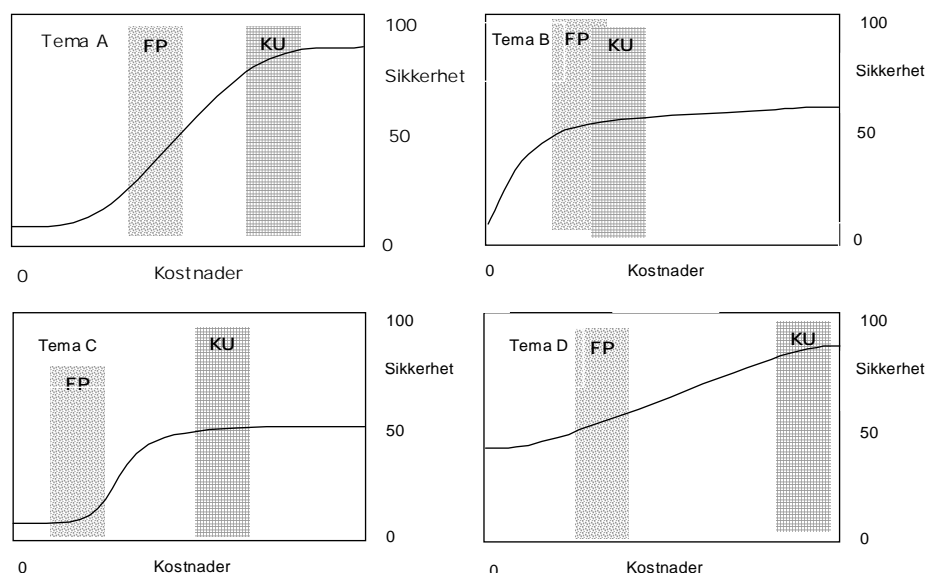 Tema A
FP
KU
100
Sikkerhet
50
0
0
Kostnader
Tema B
FP
KU
100
Sikkerhet
50
0
0
Kostnader
Tema C
FP
KU
100
Sikkerhet
50
0
0
Kostnader
Tema D
FP
KU
100
Sikkerhet
50
0
0
Kostnader